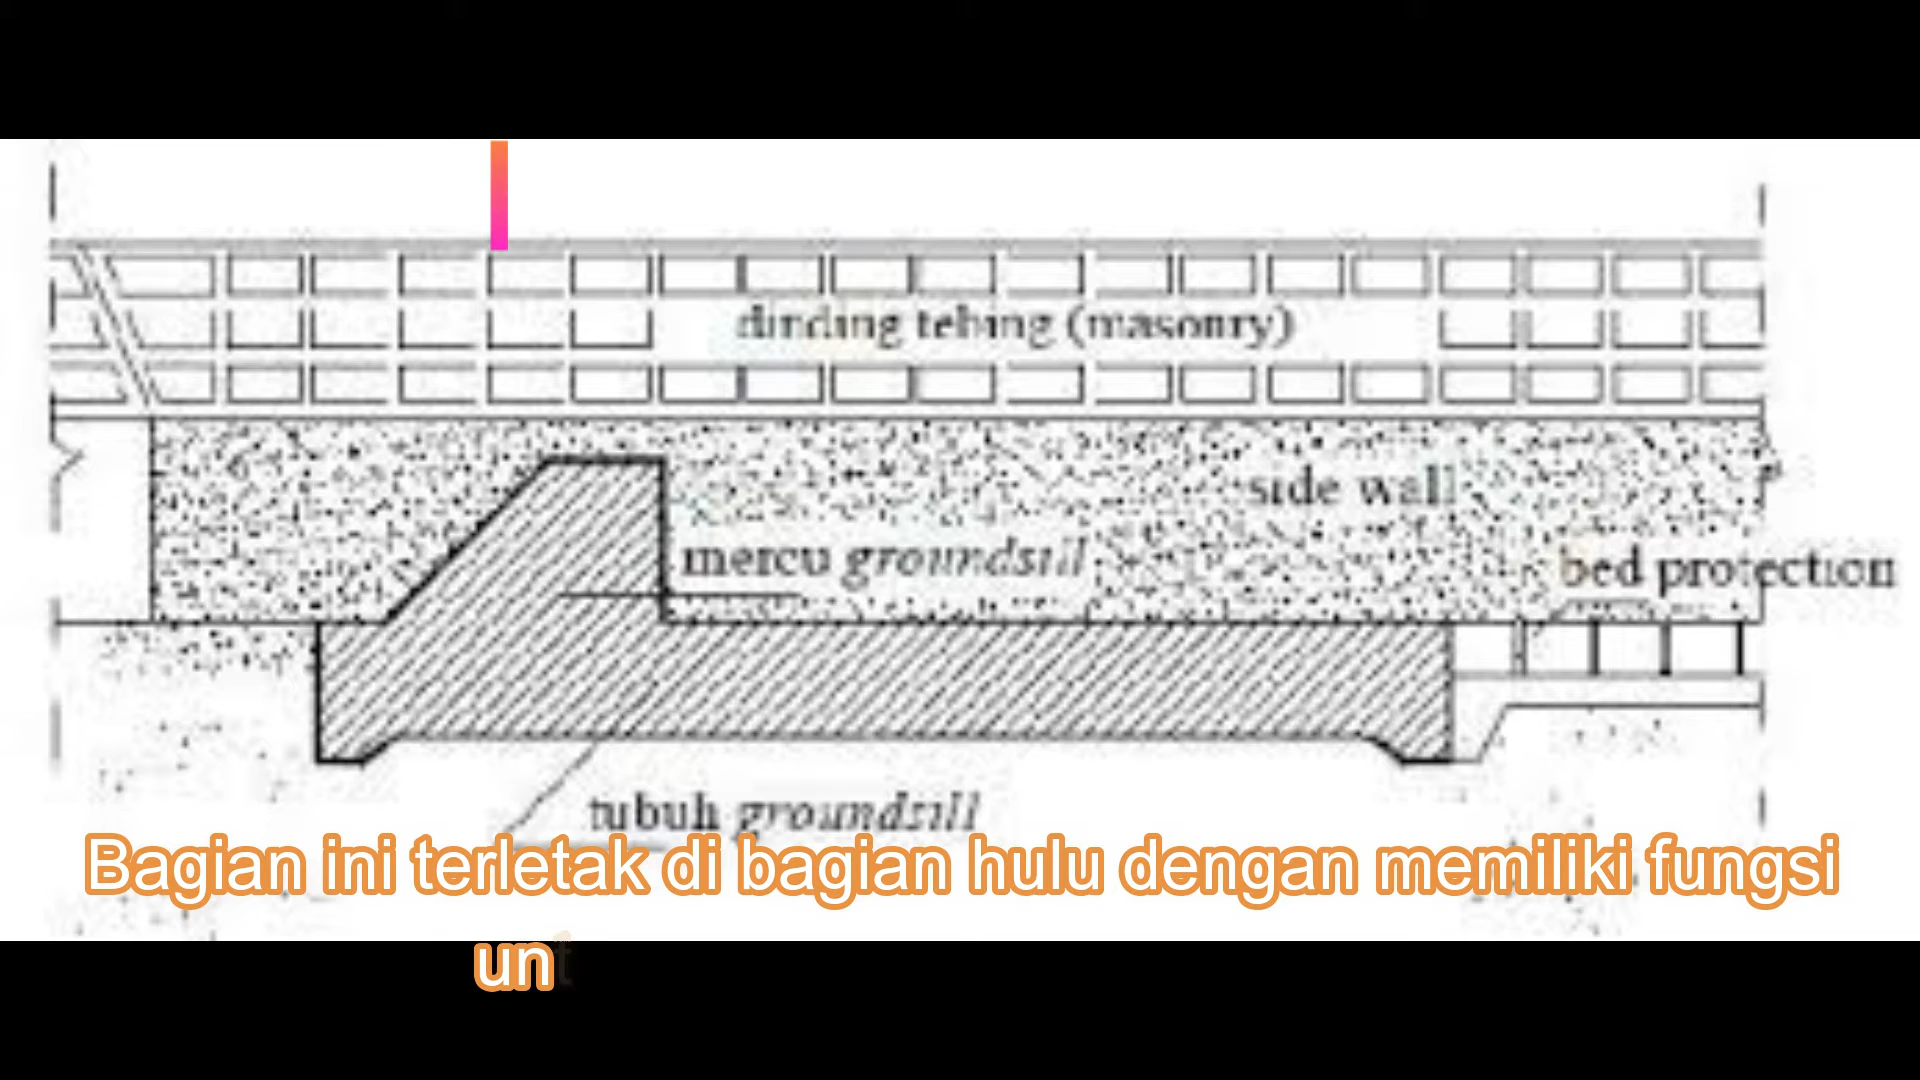 dinding tebing (masonry)
side wall
mercu groundsill
bed protection
tubuh groundsill
Bagian ini terletak di bagian hulu dengan memiliki fungsi
unt